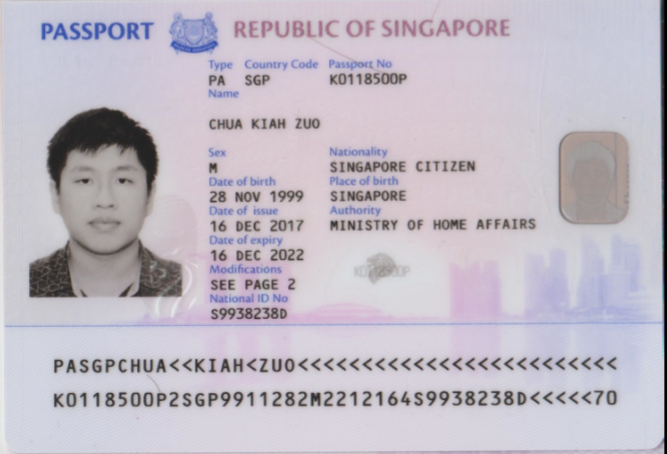 PASSPORT REPUBLIC OF SINGAPORE
Type Country Code Passport No
PA SGP K0118500P
Name
CHUA KIAH ZUO
Sex Nationality
M SINGAPORE CITIZEN
Date of birth Place of birth
28 NOV 1999 SINGAPORE
Date of issue Authority
16 DEC 2017 MINISTRY OF HOME AFFAIRS
Date of expiry
16 DEC 2022
K0118500P
Modifications
SEE PAGE 2
National ID No
S9938238D
PASGPCHUA<<KIAH<ZUO<<<<<<<<<<<<<<<<<<<<<<<<<
K0118500P2SGP9911282M2212164S9938238D<<<<<70